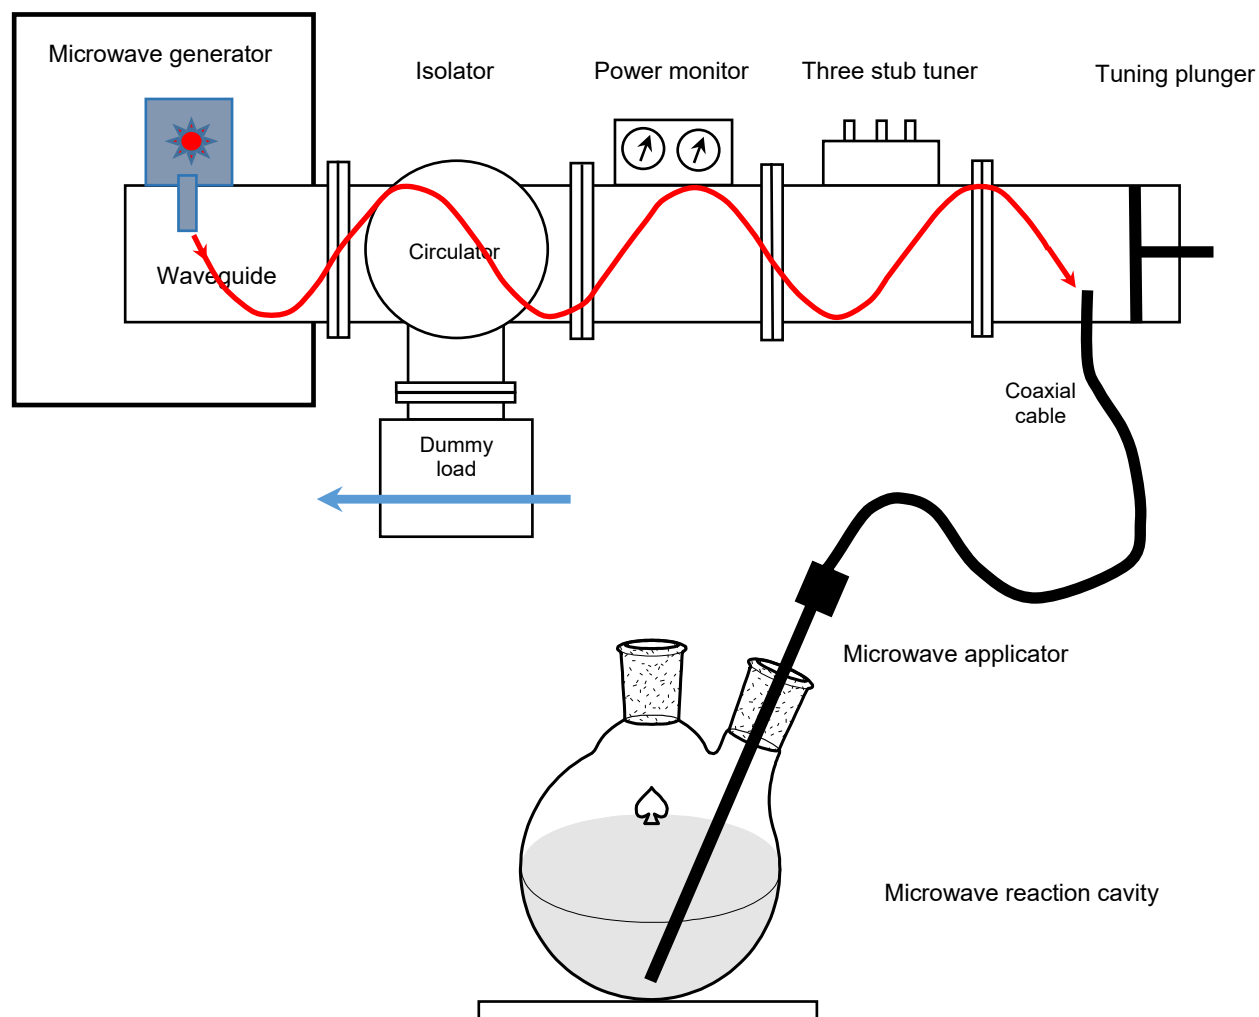 Microwave generator
Isolator
Power monitor
Three stub tuner
Tuning plunger
Circulator
Waveguide
Coaxial
cable
Dummy
load
Microwave applicator
Microwave reaction cavity